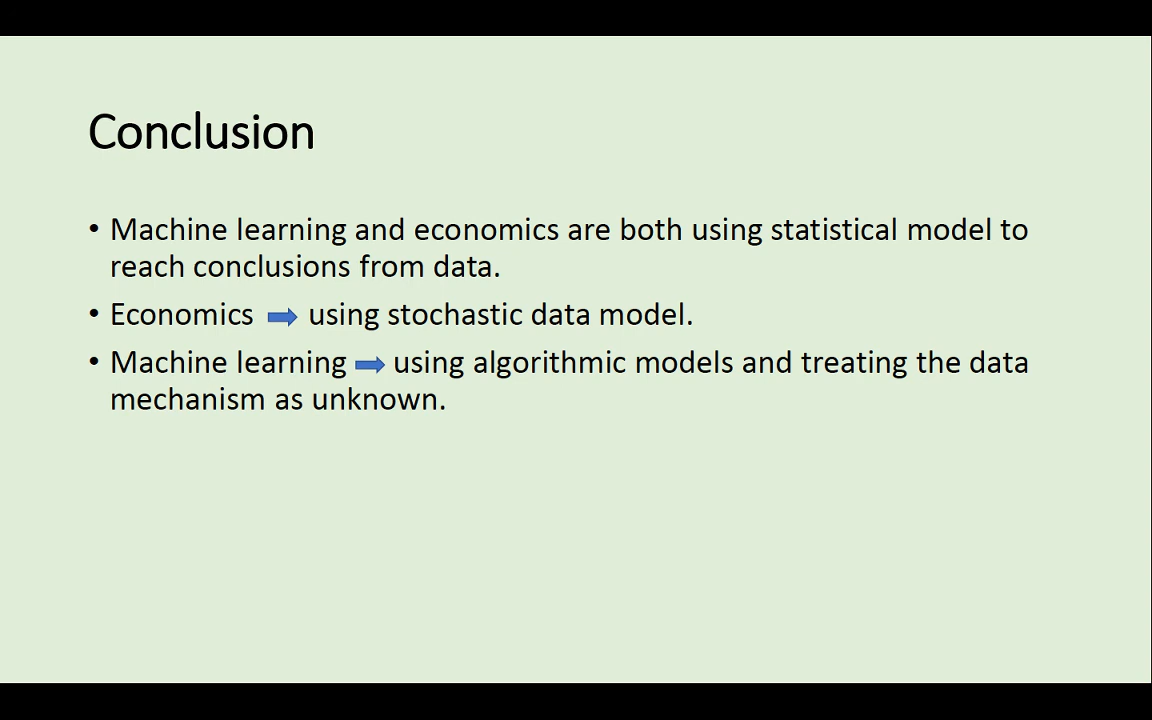 Conclusion
• Machine learning and economics are both using statistical model to
reach conclusions from data.
• Economics ➡ using stochastic data model.
• Machine learning ➡ using algorithmic models and treating the data
mechanism as unknown.